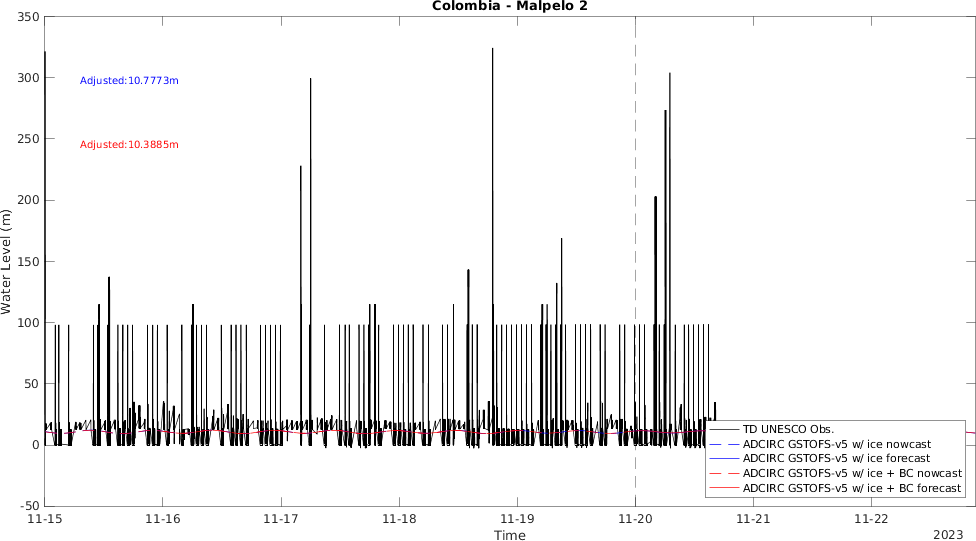 Colombia - Malpelo 2
350
300
250
200
150
100
50
0
-50
Water Level (m)
Adjusted:10.7773m
Adjusted:10.3885m
TD UNESCO Obs.
ADCIRC GSTOFS-v5 w/ ice nowcast
ADCIRC GSTOFS-v5 w/ ice forecast
ADCIRC GSTOFS-v5 w/ ice + BC nowcast
ADCIRC GSTOFS-v5 w/ ice + BC forecast
11-15 11-16 11-17 11-18 11-19 11-20 11-21 11-22
Time
2023